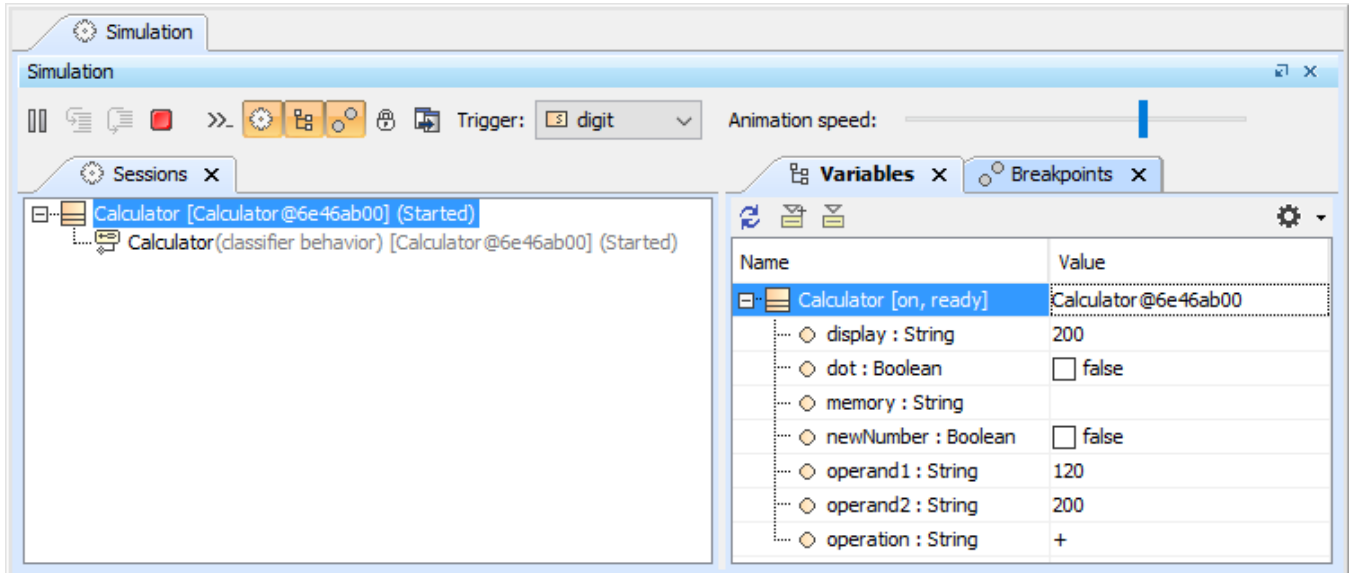 Simulation
Simulation
Trigger: digit Animation speed:
Sessions
Variables Breakpoints
Calculator [Calculator@6e46ab00] (Started)
Calculator(classifier behavior) [Calculator@6e46ab00] (Started)
Name Value
Calculator [on, ready] Calculator@6e46ab00
display : String 200
dot : Boolean false
memory : String
newNumber : Boolean false
operand1 : String 120
operand2 : String 200
operation : String +